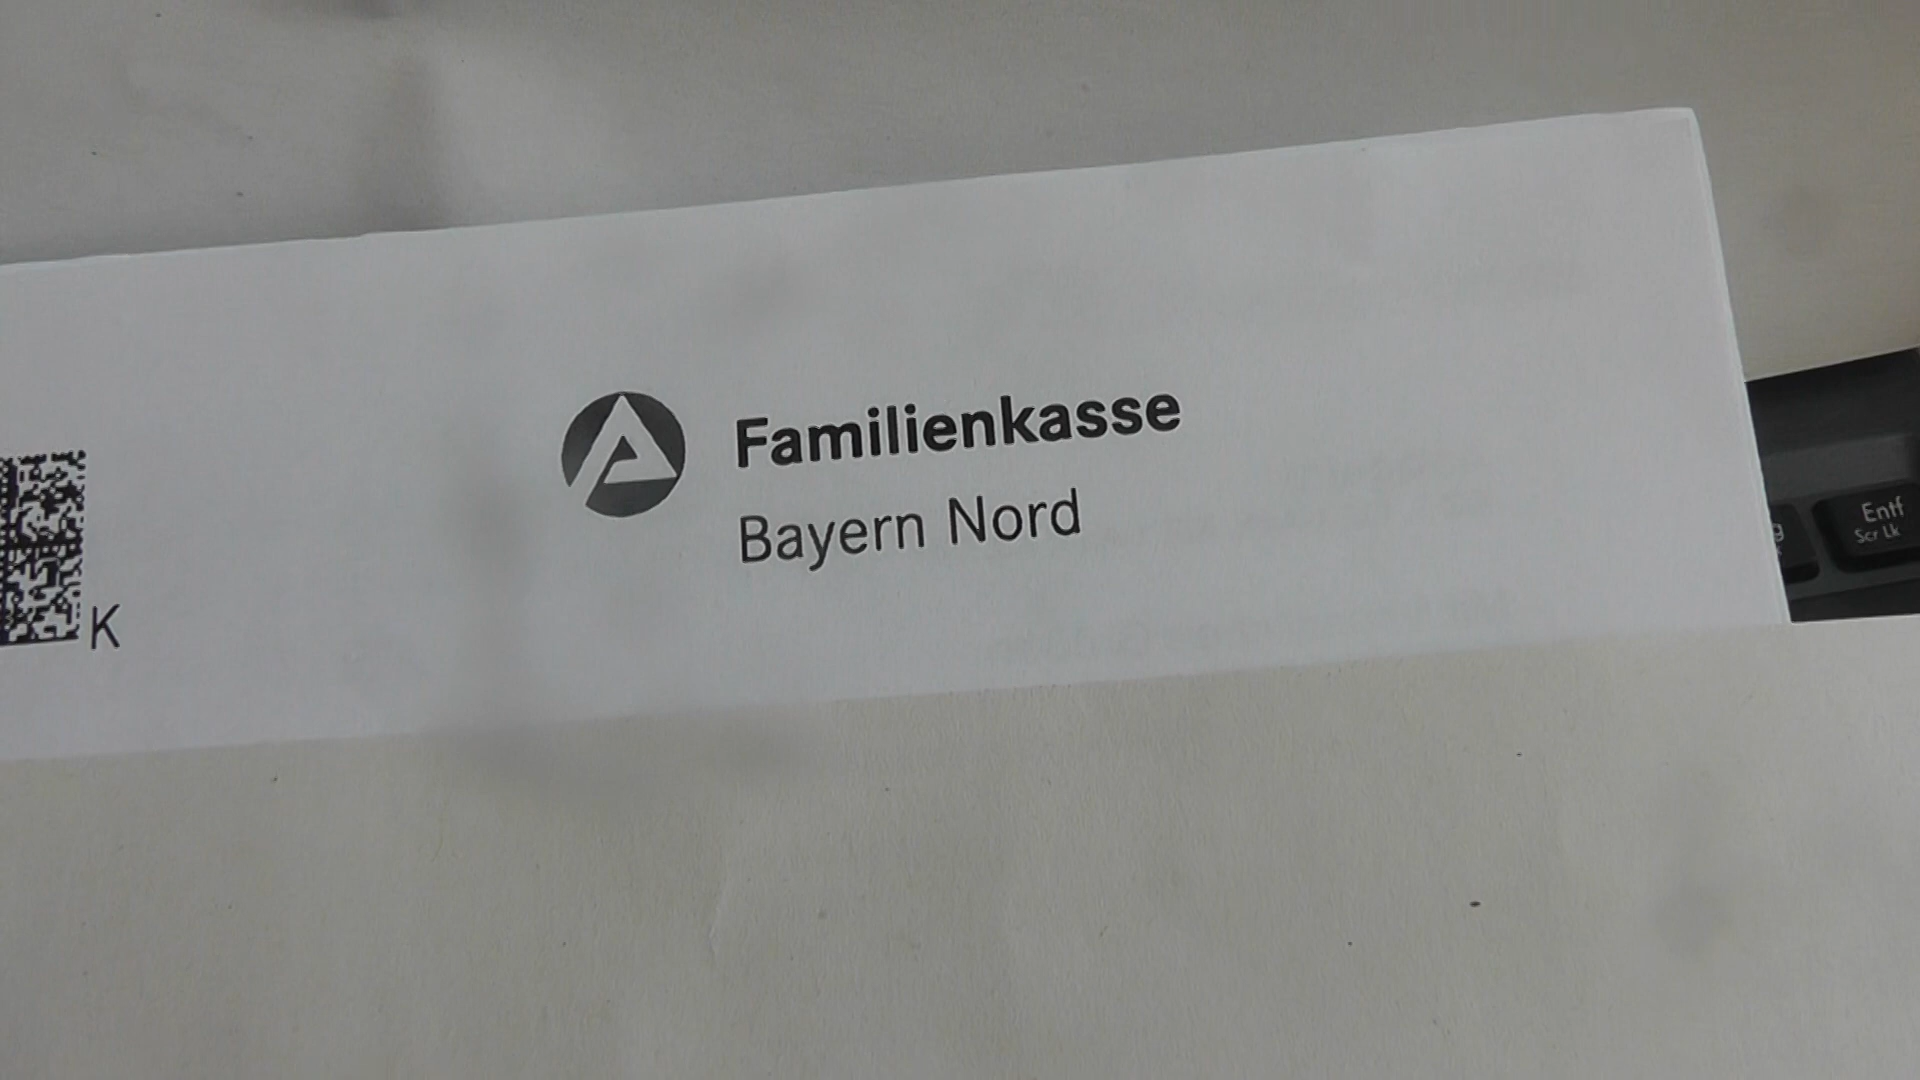 Familienkasse
Bayern Nord
K
Entf
Scr Lk